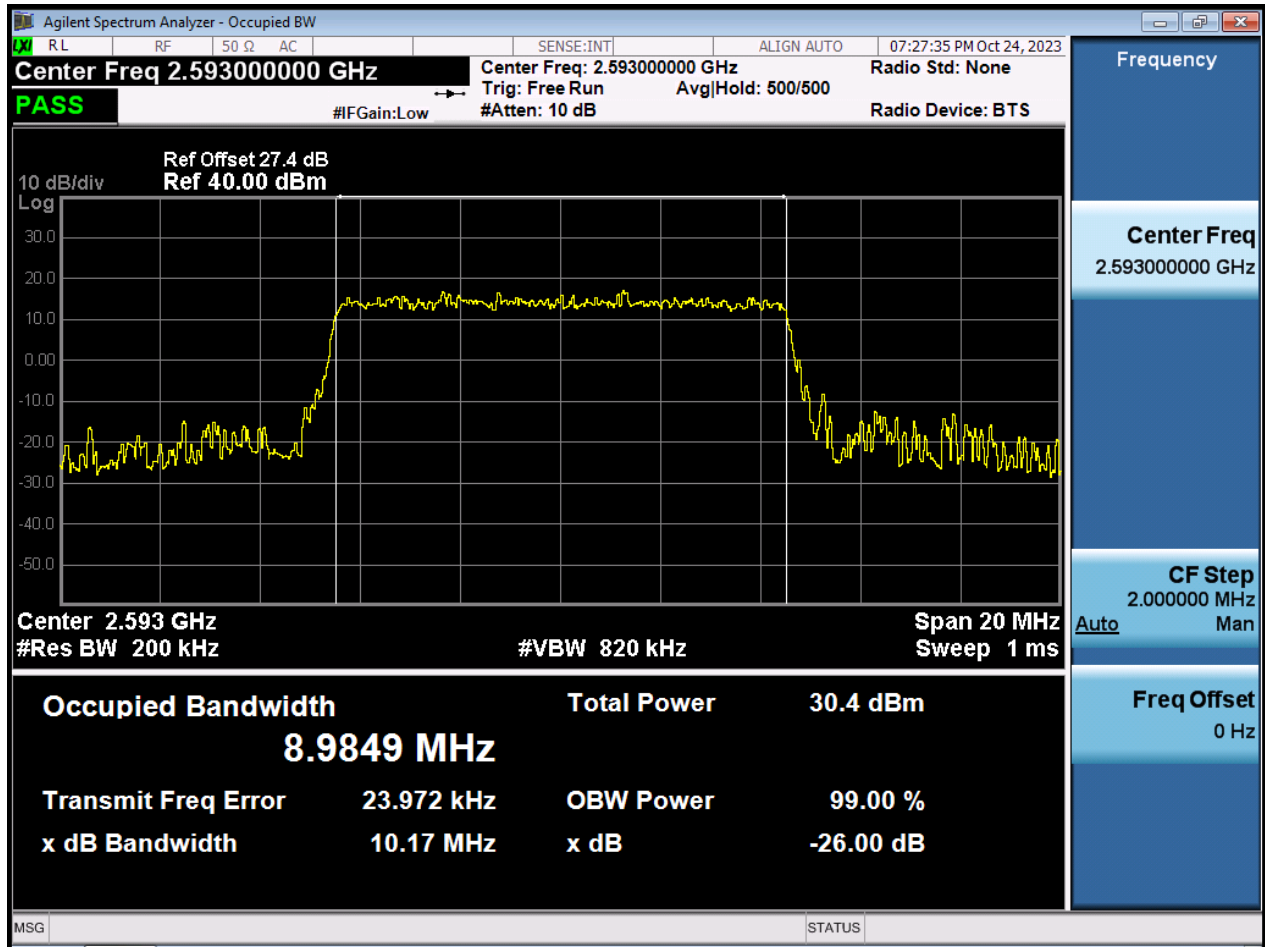 Agilent Spectrum Analyzer - Occupied BW
LXI RL RF 50 Ω AC SENSE:INT ALIGN AUTO 07:27:35 PM Oct 24, 2023
Center Freq 2.593000000 GHz
PASS
#IFGain:Low
Center Freq: 2.593000000 GHz
Trig: Free Run Avg|Hold: 500/500
#Atten: 10 dB
Radio Std: None
Radio Device: BTS
Ref Offset 27.4 dB
10 dB/div Ref 40.00 dBm
Log
30.0
20.0
10.0
0.00
-10.0
-20.0
-30.0
-40.0
-50.0
Center 2.593 GHz Span 20 MHz
#Res BW 200 kHz #VBW 820 kHz Sweep 1 ms
Occupied Bandwidth Total Power 30.4 dBm
8.9849 MHz
Transmit Freq Error 23.972 kHz OBW Power 99.00 %
x dB Bandwidth 10.17 MHz x dB -26.00 dB
MSG STATUS
Frequency
Center Freq
2.593000000 GHz
CF Step
2.000000 MHz
Auto Man
Freq Offset
0 Hz